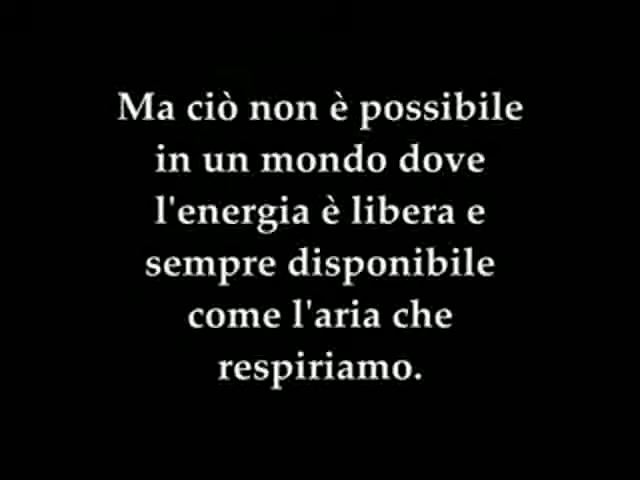 Ma ciò non è possibile
in un mondo dove
l'energia è libera e
sempre disponibile
come l'aria che
respiriamo.